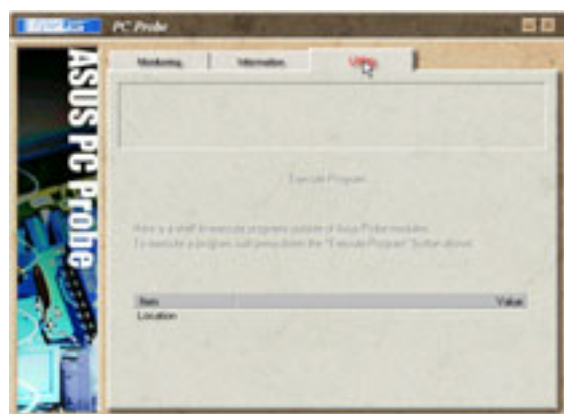 PC Probe
ASUS PC Probe
Monitoring
Information
Utility
Execute Program
Here is a shell to execute programs outside of Asus Probe modules.
To execute a program, just press down the "Execute Program" button above.
Item Value
Location